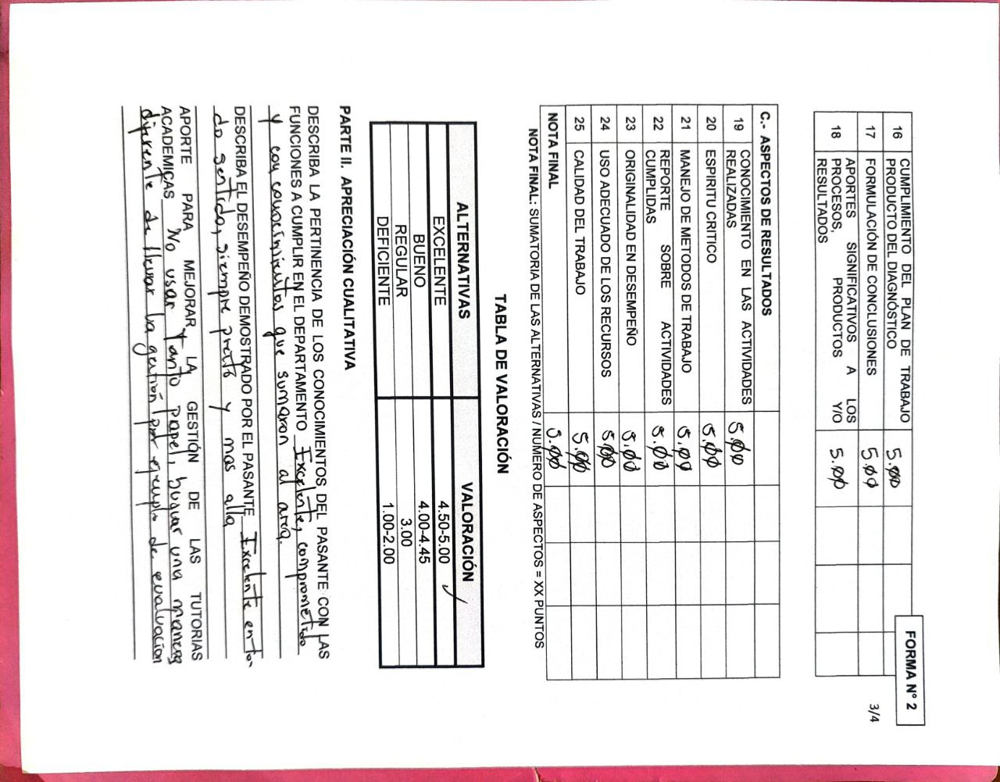 FORMA N° 2
3/4
16 CUMPLIMIENTO DEL PLAN DE TRABAJO PRODUCTO DEL DIAGNÓSTICO 5.00
17 FORMULACIÓN DE CONCLUSIONES 5.00
18 APORTES SIGNIFICATIVOS A LOS PROCESOS, PRODUCTOS Y/O RESULTADOS 5.00
C.- ASPECTOS DE RESULTADOS
19 CONOCIMIENTO EN LAS ACTIVIDADES REALIZADAS 5.00
20 ESPIRITU CRITICO 5.00
21 MANEJO DE METODOS DE TRABAJO 5.00
22 REPORTE SOBRE ACTIVIDADES CUMPLIDAS 5.00
23 ORIGINALIDAD EN DESEMPEÑO 5.00
24 USO ADECUADO DE LOS RECURSOS 5.00
25 CALIDAD DEL TRABAJO 5.00
NOTA FINAL 5.00
NOTA FINAL: SUMATORIA DE LAS ALTERNATIVAS / NUMERO DE ASPECTOS = XX PUNTOS
TABLA DE VALORACIÓN
ALTERNATIVAS VALORACIÓN
EXCELENTE 4.50-5.00 ✓
BUENO 4.00-4.45
REGULAR 3.00
DEFICIENTE 1.00-2.00
PARTE II. APRECIACIÓN CUALITATIVA
DESCRIBA LA PERTINENCIA DE LOS CONOCIMIENTOS DEL PASANTE CON LAS
FUNCIONES A CUMPLIR EN EL DEPARTAMENTO Excelente, comprometido
y con conocimientos que sumaron al area.
DESCRIBA EL DESEMPEÑO DEMOSTRADO POR EL PASANTE Excelente en to-
do sentido, siempre presto y mas alla
APORTE PARA MEJORAR LA GESTIÓN DE LAS TUTORIAS
ACADEMICAS No usar tanto papel, buscar una manera
diferente de llevar la gestión por ejemplo de evaluacion